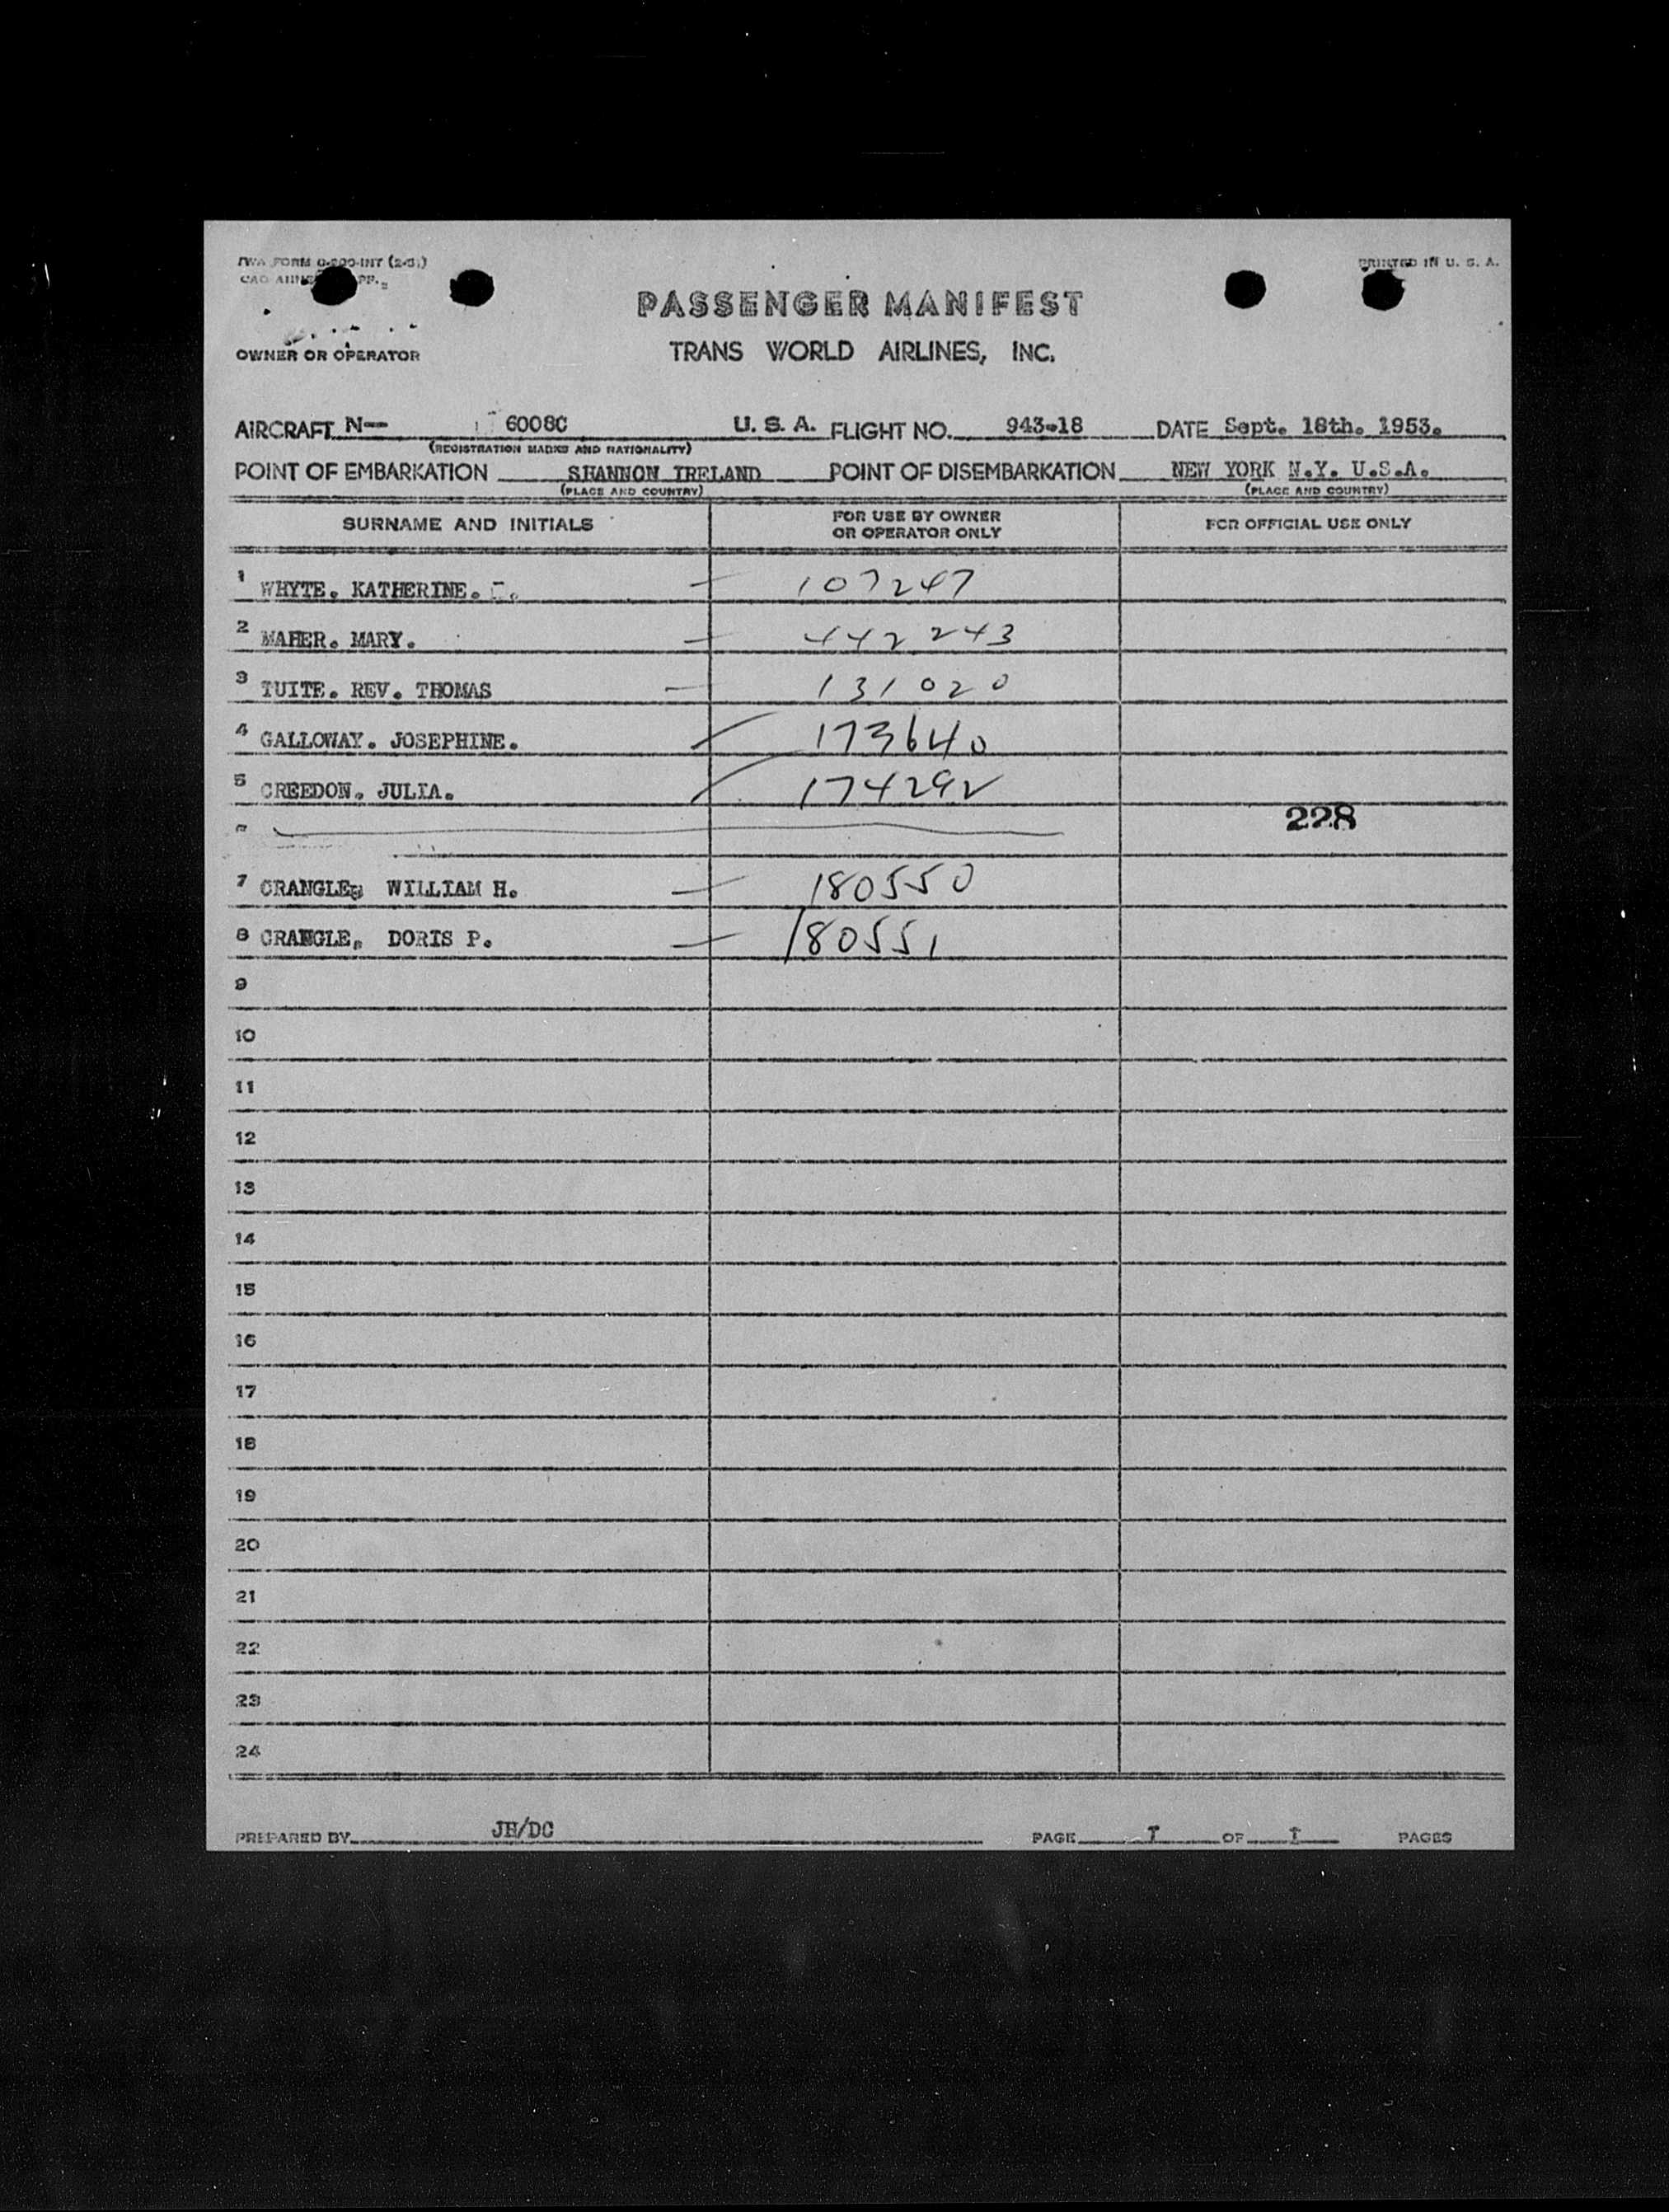 TWA FORM
PRINTED IN U. S. A.
PASSENGER MANIFEST
OWNER OR OPERATOR
TRANS WORLD AIRLINES, INC.
AIRCRAFT N— 6008C U. S. A. FLIGHT NO. 943-18 DATE Sept. 18th. 1953.
(REGISTRATION MARKS AND NATIONALITY)
POINT OF EMBARKATION SHANNON IRELAND POINT OF DISEMBARKATION NEW YORK N.Y. U.S.A.
(PLACE AND COUNTRY) (PLACE AND COUNTRY)
SURNAME AND INITIALS FOR USE BY OWNER OR OPERATOR ONLY FOR OFFICIAL USE ONLY
1 WHYTE. KATHERINE. 107247
2 MAHER. MARY. 442243
3 TUITE. REV. THOMAS 131020
4 GALLOWAY. JOSEPHINE. 173640
5 CREEDON. JULIA. 174292
228
7 CRANGLE, WILLIAM H. 180550
8 CRANGLE, DORIS P. 180551
9
10
11
12
13
14
15
16
17
18
19
20
21
22
23
24
PREPARED BY JH/DC PAGE I OF I PAGES